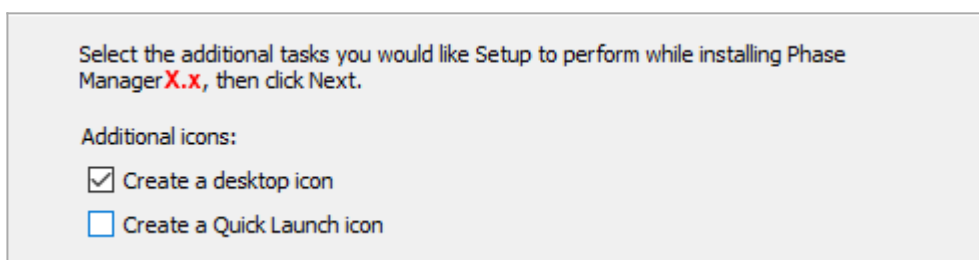 Select the additional tasks you would like Setup to perform while installing Phase
ManagerX.x, then click Next.
Additional icons:
Create a desktop icon
Create a Quick Launch icon